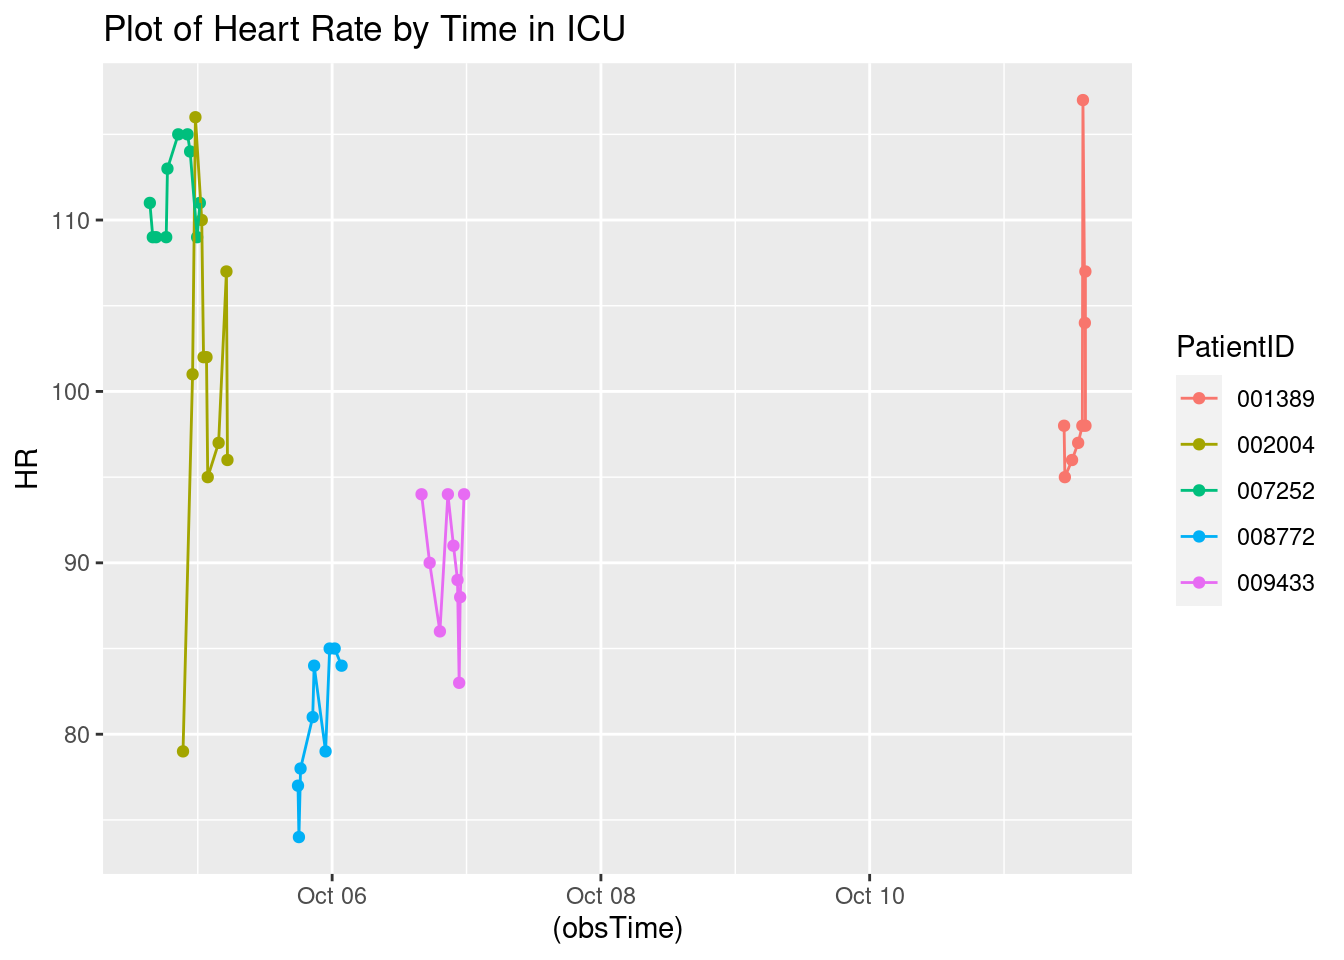 Plot of Heart Rate by Time in ICU
HR
110
100
90
80
Oct 06
Oct 08
Oct 10
(obsTime)
PatientID
001389
002004
007252
008772
009433